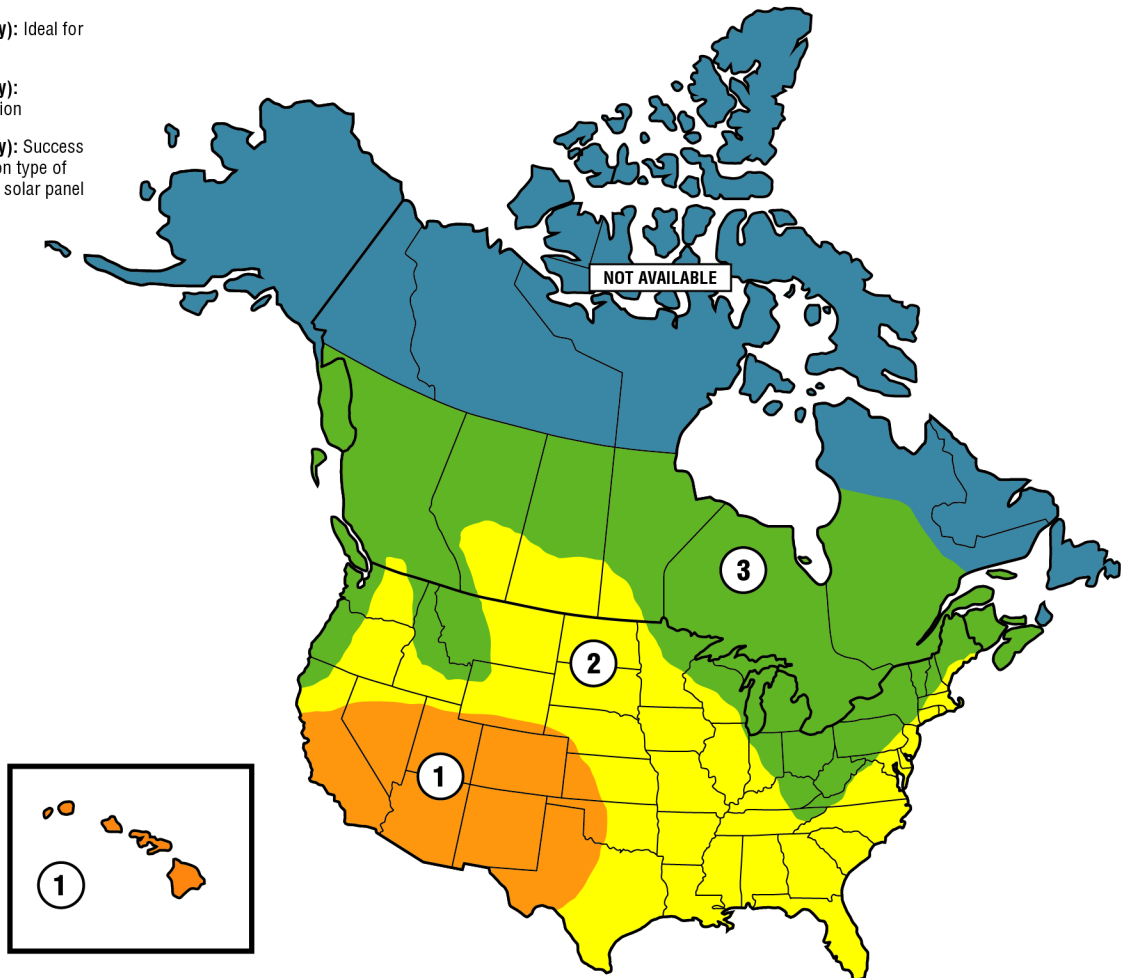 y): Ideal for
y):
ion
y): Success
on type of
solar panel
NOT AVAILABLE
3
2
1
1